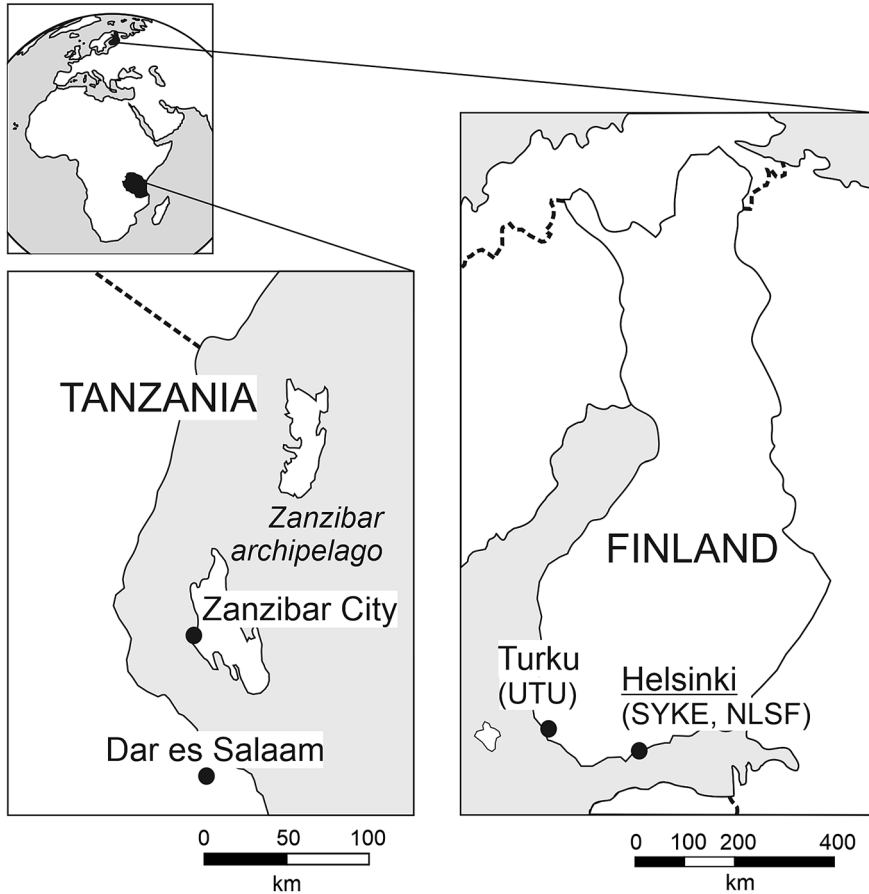 TANZANIA
Zanzibar
archipelago
Zanzibar City
Dar es Salaam
0 50 100
km
FINLAND
Turku
(UTU)
Helsinki
(SYKE, NLSF)
0 100 200 400
km